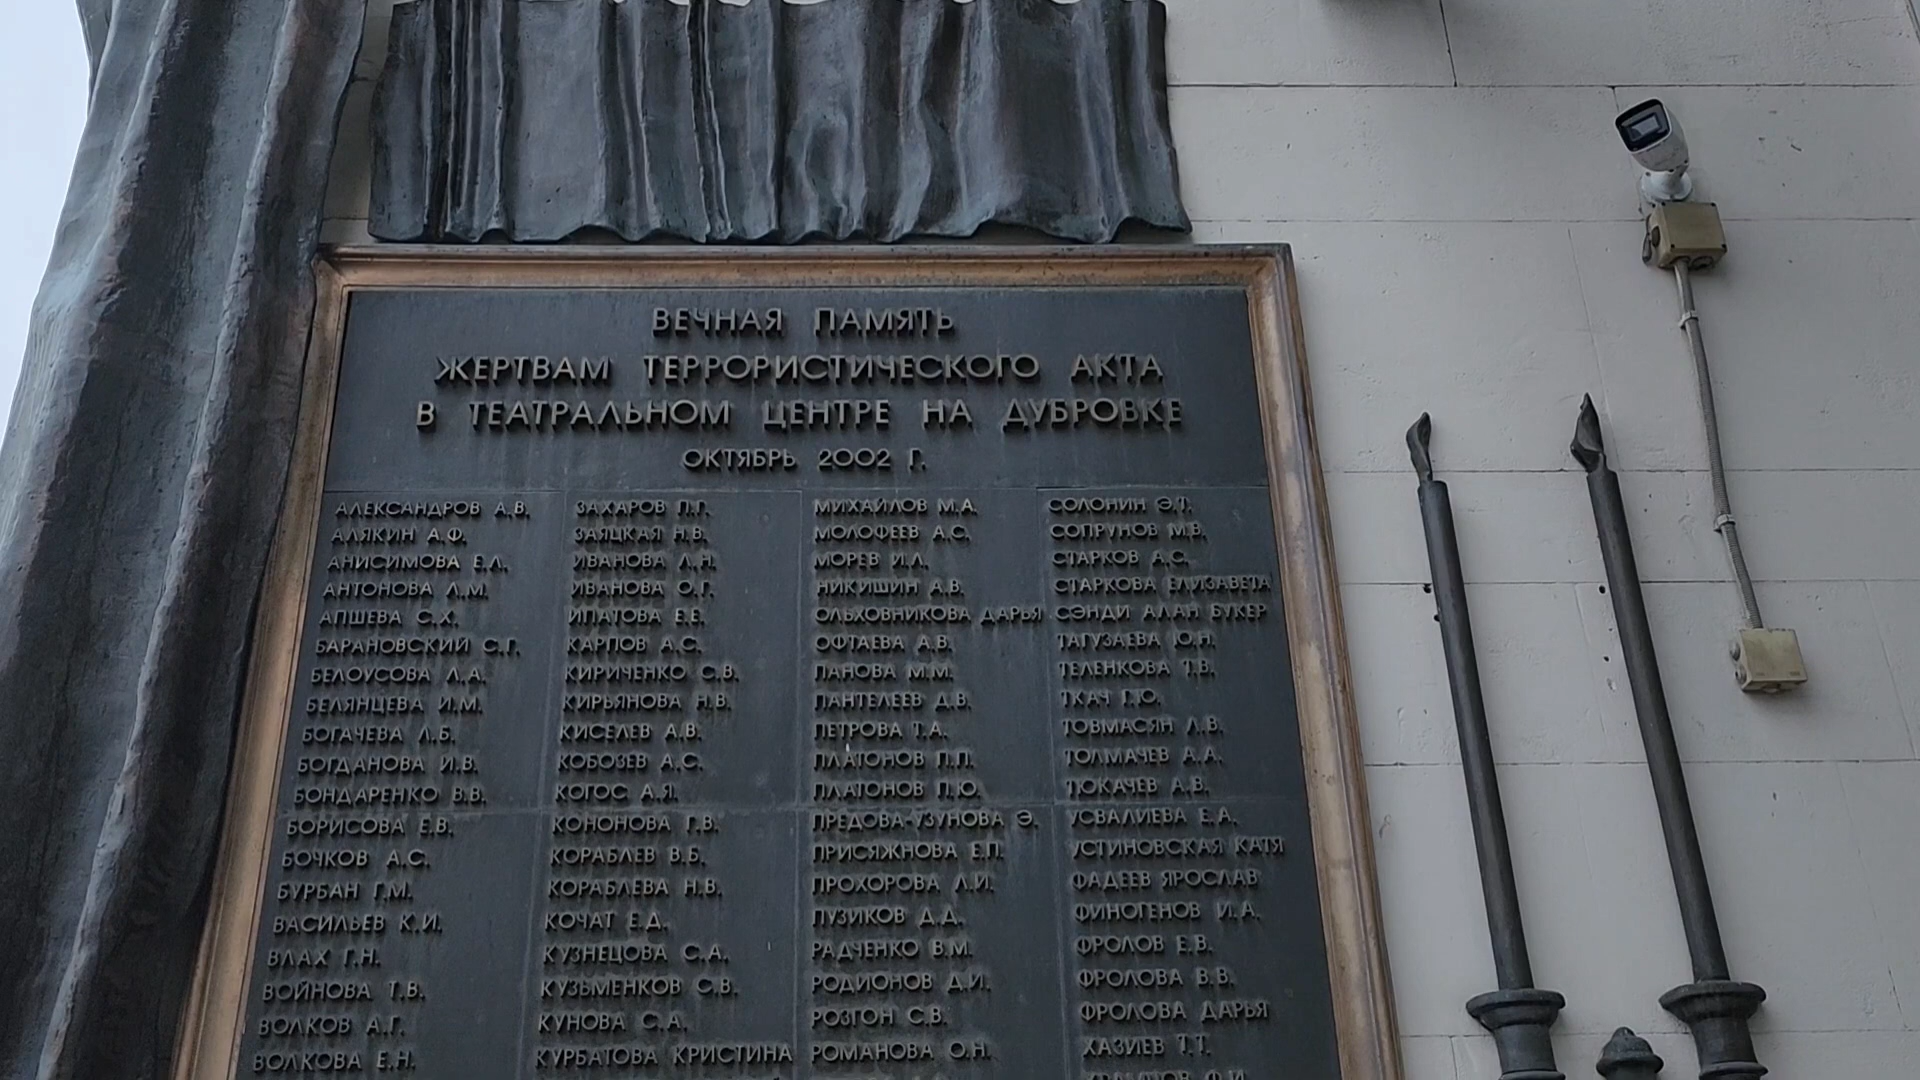 ВЕЧНАЯ ПАМЯТЬ
ЖЕРТВАМ ТЕРРОРИСТИЧЕСКОГО АКТА
В ТЕАТРАЛЬНОМ ЦЕНТРЕ НА ДУБРОВКЕ
ОКТЯБРЬ 2002 Г.
АЛЕКСАНДРОВ А.В.
АЛЯКИН А.Ф.
АНИСИМОВА Е.Л.
АНТОНОВА Л.М.
АПШЕВА С.Х.
БАРАНОВСКИЙ С.Г.
БЕЛОУСОВА Л.А.
БЕЛЯНЦЕВА И.М.
БОГАЧЕВА Л.Б.
БОГДАНОВА И.В.
БОНДАРЕНКО В.В.
БОРИСОВА Е.В.
БОЧКОВ А.С.
БУРБАН Г.М.
ВАСИЛЬЕВ К.И.
ВЛАХ Г.Н.
ВОЙНОВА Т.В.
ВОЛКОВ А.Г.
ВОЛКОВА Е.Н.
ЗАХАРОВ П.Г.
ЗАЯЦКАЯ Н.В.
ИВАНОВА Л.Н.
ИВАНОВА О.Г.
ИПАТОВА Е.Е.
КАРПОВ А.С.
КИРИЧЕНКО С.В.
КИРЬЯНОВА Н.В.
КИСЕЛЕВ А.В.
КОБОЗЕВ А.С.
КОГОС А.Я.
КОНОНОВА Г.В.
КОРАБЛЕВ В.Б.
КОРАБЛЕВА Н.В.
КОЧАТ Е.Д.
КУЗНЕЦОВА С.А.
КУЗЬМЕНКОВ С.В.
КУНОВА С.А.
КУРБАТОВА КРИСТИНА
МИХАЙЛОВ М.А.
МОЛОФЕЕВ А.С.
МОРЕВ И.Л.
НИКИШИН А.В.
ОЛЬХОВНИКОВА ДАРЬЯ
ОФТАЕВА А.В.
ПАНОВА М.М.
ПАНТЕЛЕЕВ Д.В.
ПЕТРОВА Т.А.
ПЛАТОНОВ П.П.
ПЛАТОНОВ П.Ю.
ПРЕДОВА-УЗУНОВА Э.
ПРИСЯЖНОВА Е.П.
ПРОХОРОВА Л.И.
ПУЗИКОВ Д.Д.
РАДЧЕНКО В.М.
РОДИОНОВ Д.И.
РОЗГОН С.В.
РОМАНОВА О.Н.
СОЛОНИН Э.Т.
СОПРУНОВ М.В.
СТАРКОВ А.С.
СТАРКОВА ЕЛИЗАВЕТА
СЭНДИ АЛАН БУКЕР
ТАГУЗАЕВА Ю.Н.
ТЕЛЕНКОВА Т.В.
ТКАЧ Г.Ю.
ТОВМАСЯН Л.В.
ТОЛМАЧЕВ А.А.
ТЮКАЧЕВ А.В.
УСВАЛИЕВА Е.А.
УСТИНОВСКАЯ КАТЯ
ФАДЕЕВ ЯРОСЛАВ
ФИНОГЕНОВ И.А.
ФРОЛОВ Е.В.
ФРОЛОВА В.В.
ФРОЛОВА ДАРЬЯ
ХАЗИЕВ Т.Т.